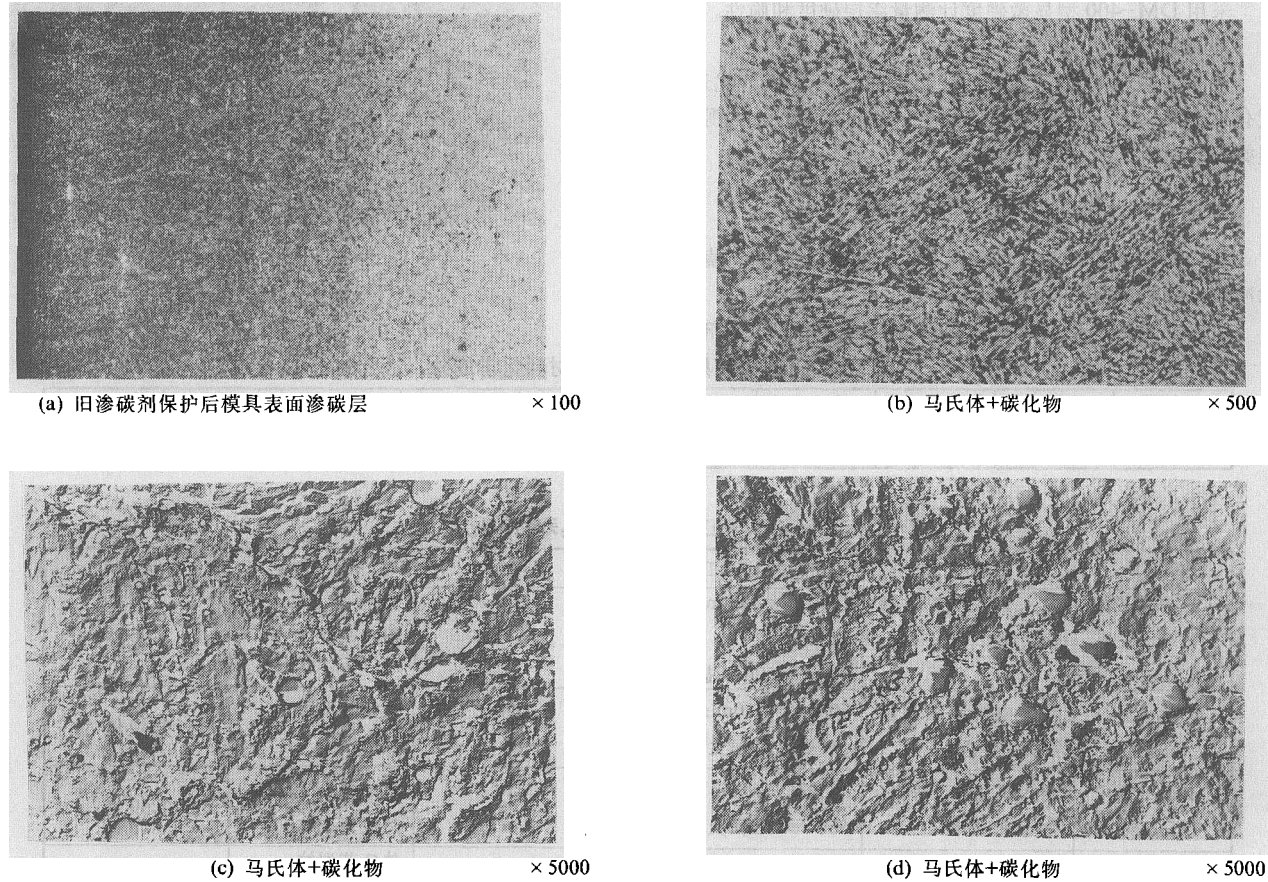 (a) 旧渗碳剂保护后模具表面渗碳层 ×100
(b) 马氏体+碳化物 ×500
(c) 马氏体+碳化物 ×5000
(d) 马氏体+碳化物 ×5000